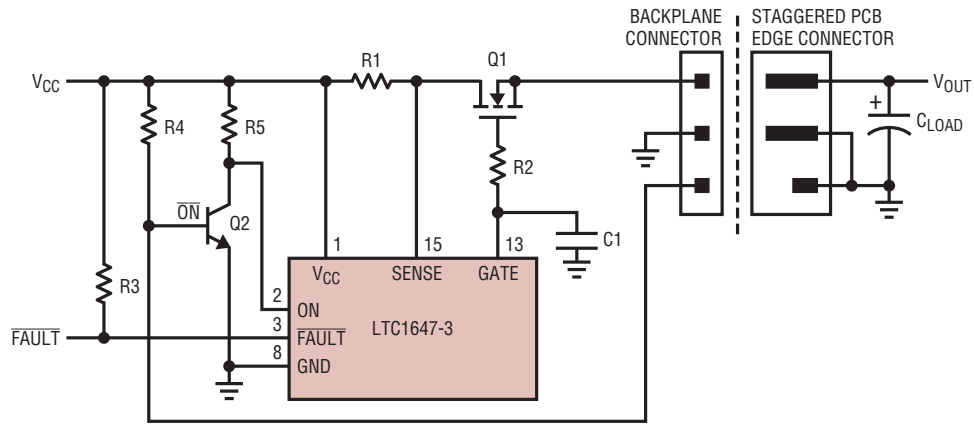 BACKPLANE
CONNECTOR
STAGGERED PCB
EDGE CONNECTOR
VCC
R1
Q1
VOUT
+
CLOAD
R4
R5
R2
ON
Q2
C1
R3
1
15
13
VCC
SENSE
GATE
2
ON
LTC1647-3
3
FAULT
FAULT
8
GND